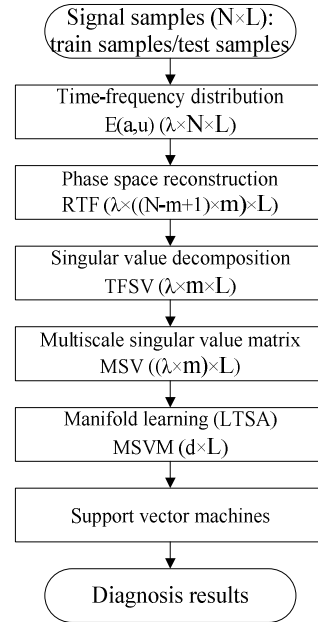 Signal samples (N×L):
train samples/test samples
Time-frequency distribution
E(a,u) (λ×N×L)
Phase space reconstruction
RTF (λ×((N-m+1)×m)×L)
Singular value decomposition
TFSV (λ×m×L)
Multiscale singular value matrix
MSV ((λ×m)×L)
Manifold learning (LTSA)
MSVM (d×L)
Support vector machines
Diagnosis results